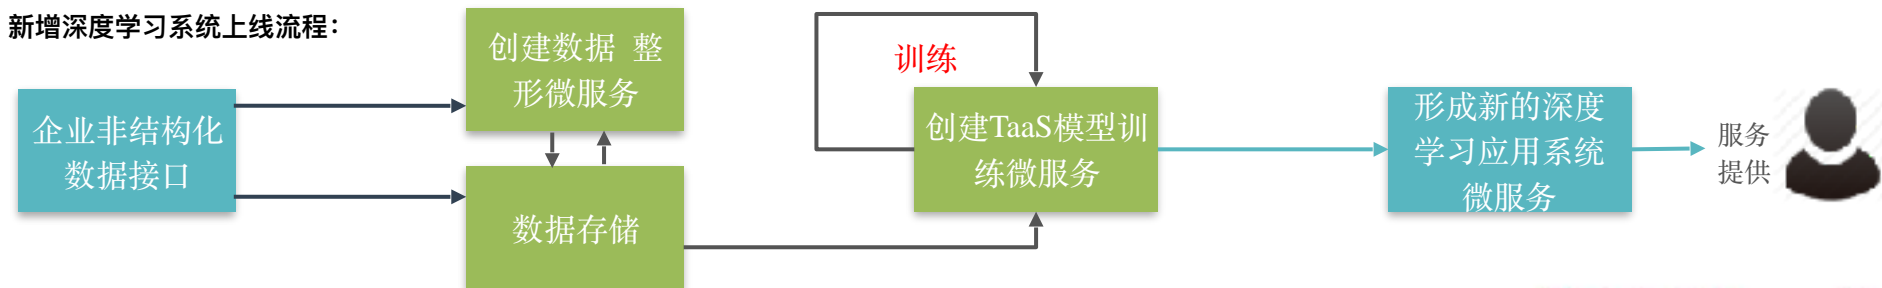 新增深度学习系统上线流程：
企业非结构化
数据接口
创建数据 整
形微服务
数据存储
训练
创建TaaS模型训
练微服务
形成新的深度
学习应用系统
微服务
服务
提供